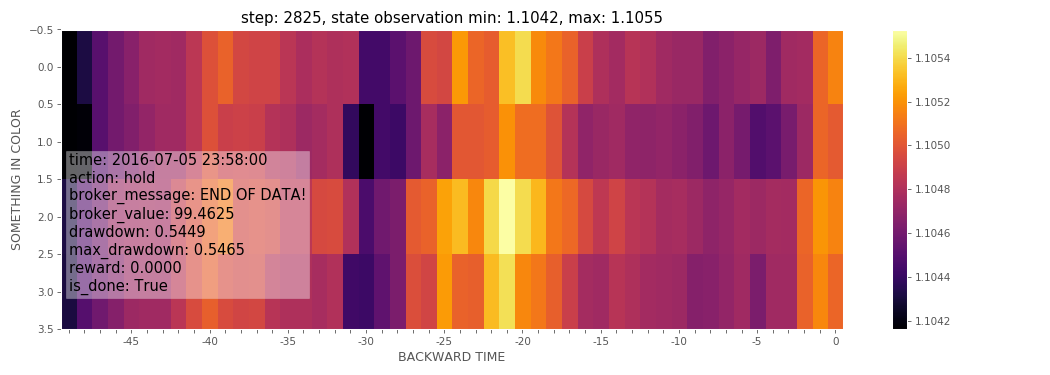 step: 2825, state observation min: 1.1042, max: 1.1055
SOMETHING IN COLOR
−0.5
0.0
0.5
1.0
1.5
2.0
2.5
3.0
3.5
time: 2016-07-05 23:58:00
action: hold
broker_message: END OF DATA!
broker_value: 99.4625
drawdown: 0.5449
max_drawdown: 0.5465
reward: 0.0000
is_done: True
-45 -40 -35 -30 -25 -20 -15 -10 -5 0
BACKWARD TIME
1.1054
1.1052
1.1050
1.1048
1.1046
1.1044
1.1042